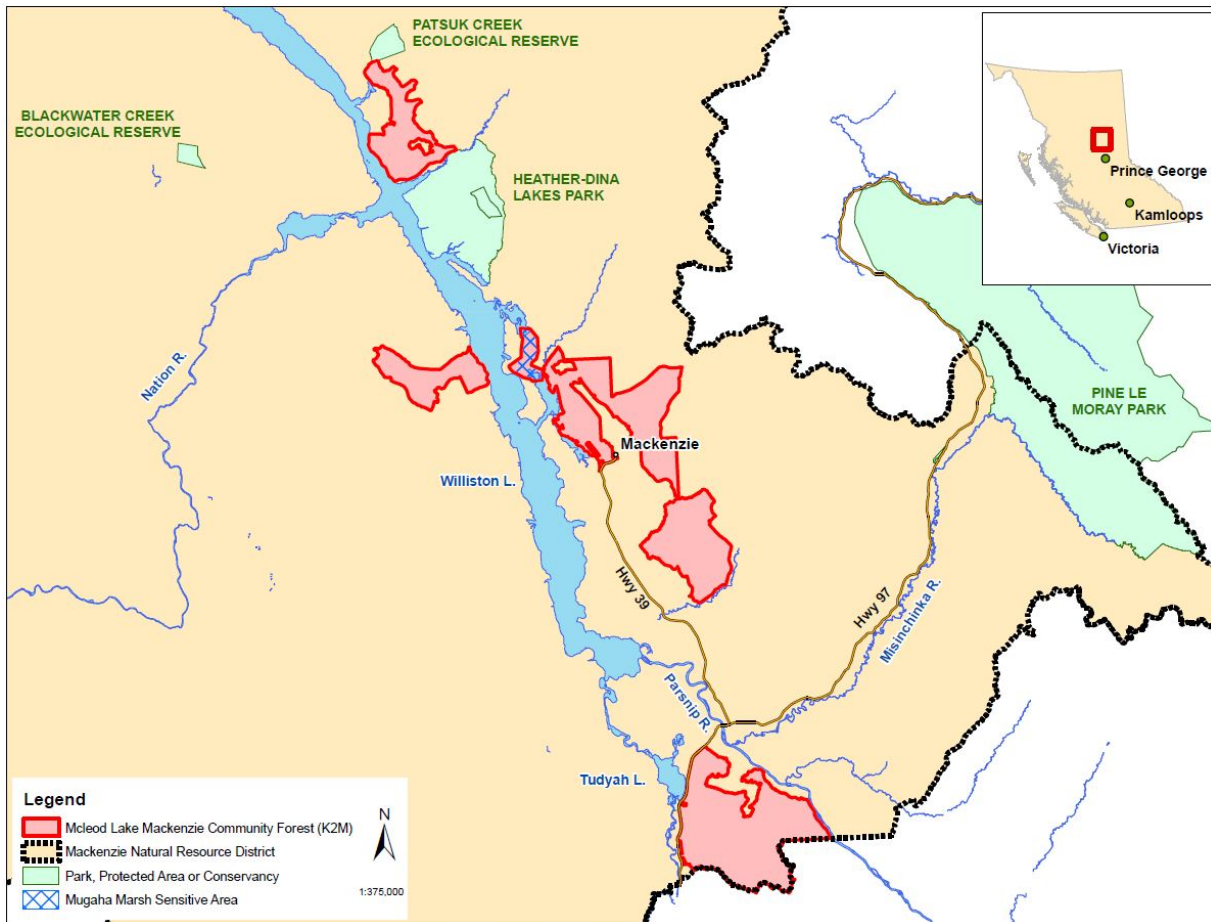 PATSUK CREEK
ECOLOGICAL RESERVE
BLACKWATER CREEK
ECOLOGICAL RESERVE
HEATHER-DINA
LAKES PARK
Prince George
Kamloops
Victoria
Nation R.
PINE LE
MORAY PARK
Mackenzie
Williston L.
Hwy 39
Hwy 97
Misinchinka R.
Parsnip R.
Tudyah L.
Legend
Mcleod Lake Mackenzie Community Forest (K2M)
Mackenzie Natural Resource District
Park, Protected Area or Conservancy
Mugaha Marsh Sensitive Area
N
1:375,000